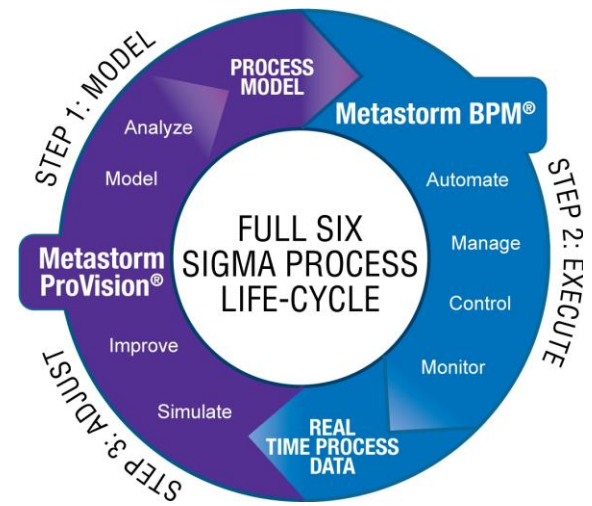 STEP 1: MODEL
PROCESS
MODEL
Analyze
Model
Metastorm BPM®
Automate
Manage
Control
Monitor
STEP 2: EXECUTE
FULL SIX
SIGMA PROCESS
LIFE-CYCLE
Metastorm
ProVision®
Improve
Simulate
STEP 3: ADJUST
REAL
TIME PROCESS
DATA